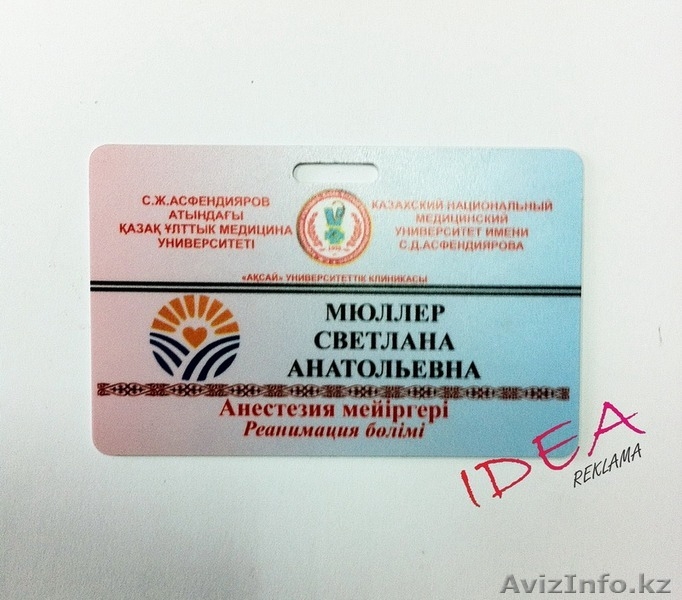 С.Ж.АСФЕНДИЯРОВ
АТЫНДАҒЫ
ҚАЗАҚ ҰЛТТЫК МЕДИЦИНА
УНИВЕРСИТЕТІ
КАЗАХСКИЙ НАЦИОНАЛЬНЫЙ
МЕДИЦИНСКИЙ
УНИВЕРСИТЕТ ИМЕНИ
С.Д.АСФЕНДИЯРОВА
«АҚСАЙ» УНИВЕРСИТЕТТІК КЛИНИКАСЫ
МЮЛЛЕР
СВЕТЛАНА
АНАТОЛЬЕВНА
Анестезия мейіргері
Реанимация бөлімі
IDEA
REKLAMA
AvizInfo.kz